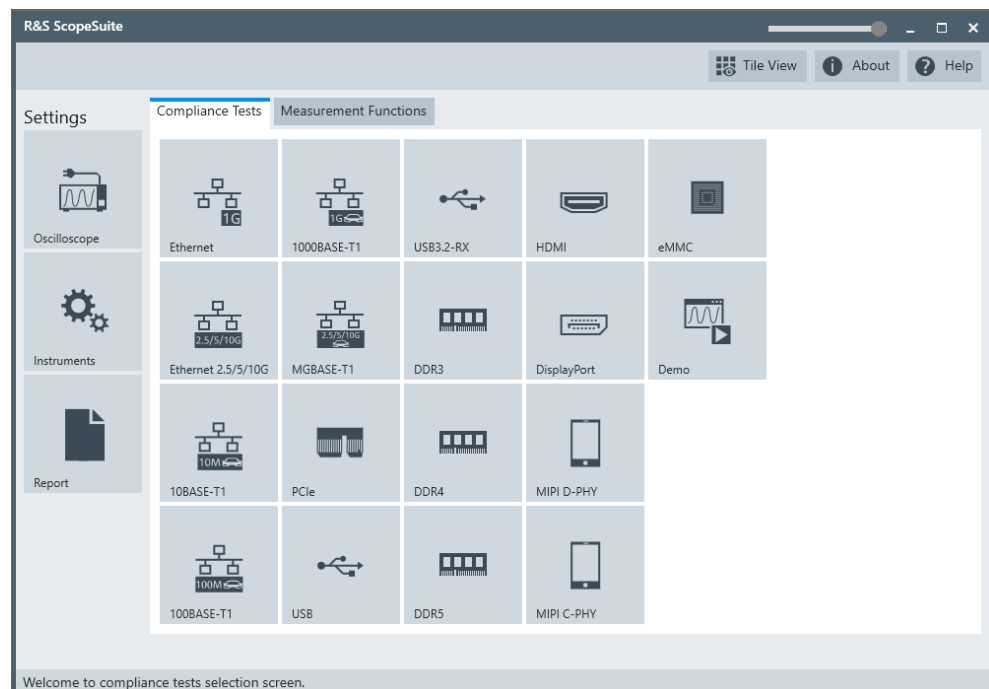 R&S ScopeSuite
Tile View
About
Help
Settings
Compliance Tests
Measurement Functions
Oscilloscope
Instruments
Report
1G
Ethernet
1G
1000BASE-T1
USB3.2-RX
HDMI
eMMC
2.5/5/10G
Ethernet 2.5/5/10G
2.5/5/10G
MGBASE-T1
DDR3
DisplayPort
Demo
10M
10BASE-T1
PCIe
DDR4
MIPI D-PHY
100M
100BASE-T1
USB
DDR5
MIPI C-PHY
Welcome to compliance tests selection screen.